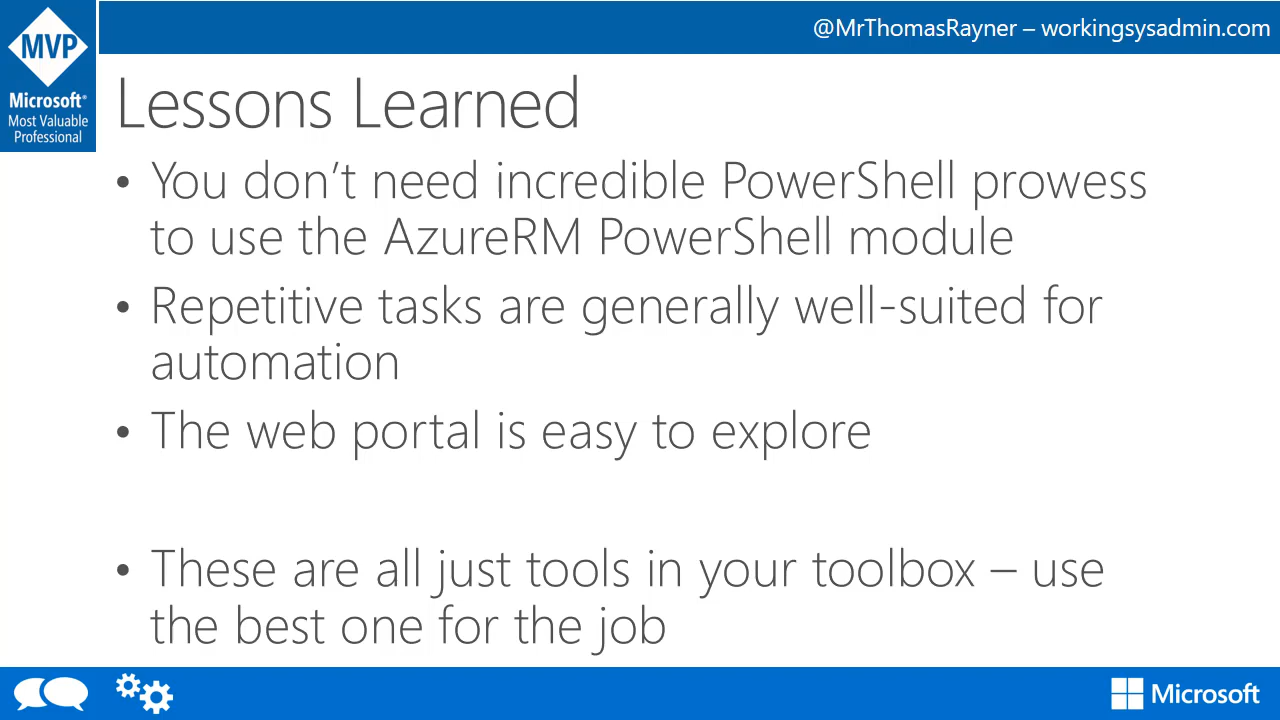 @MrThomasRayner – workingsysadmin.com
MVP
Microsoft®
Most Valuable
Professional
Lessons Learned
• You don’t need incredible PowerShell prowess
to use the AzureRM PowerShell module
• Repetitive tasks are generally well-suited for
automation
• The web portal is easy to explore
• These are all just tools in your toolbox – use
the best one for the job
Microsoft